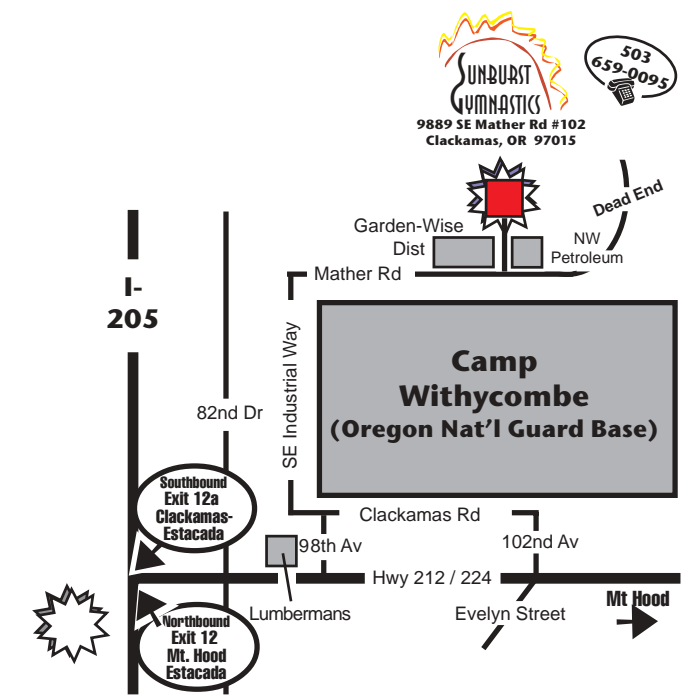 SUNBURST
GYMNASTICS
9889 SE Mather Rd #102
Clackamas, OR 97015
503
659-0095
Dead End
Garden-Wise
Dist
NW
Petroleum
Mather Rd
I-
205
SE Industrial Way
Camp
Withycombe
(Oregon Nat'l Guard Base)
82nd Dr
Southbound
Exit 12a
Clackamas-
Estacada
Clackamas Rd
98th Av
102nd Av
Hwy 212 / 224
Lumbermans
Evelyn Street
Mt Hood
Northbound
Exit 12
Mt. Hood
Estacada